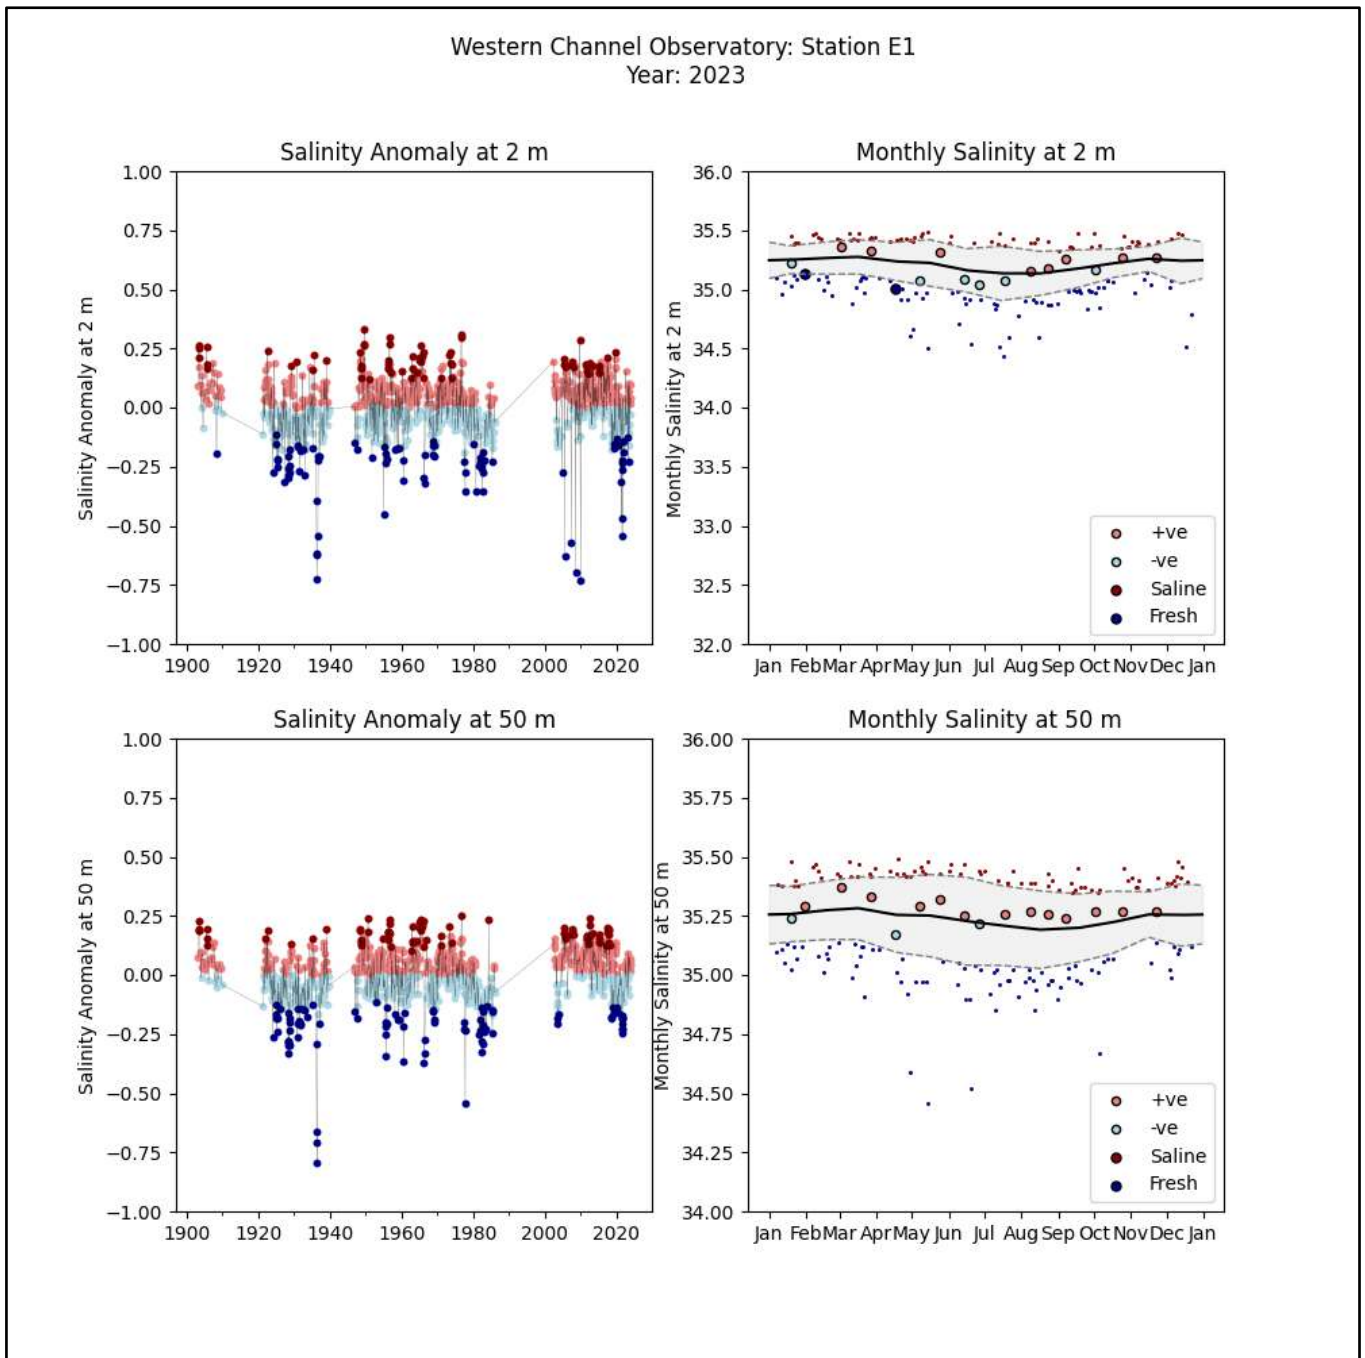 Western Channel Observatory: Station E1
Year: 2023
Salinity Anomaly at 2 m
1.00
0.75
0.50
0.25
0.00
−0.25
−0.50
−0.75
−1.00
Salinity Anomaly at 2 m
1900 1920 1940 1960 1980 2000 2020
Monthly Salinity at 2 m
36.0
35.5
35.0
34.5
34.0
33.5
33.0
32.5
32.0
Monthly Salinity at 2 m
+ve
-ve
Saline
Fresh
Jan Feb Mar Apr May Jun Jul Aug Sep Oct Nov Dec Jan
Salinity Anomaly at 50 m
1.00
0.75
0.50
0.25
0.00
−0.25
−0.50
−0.75
−1.00
Salinity Anomaly at 50 m
1900 1920 1940 1960 1980 2000 2020
Monthly Salinity at 50 m
36.00
35.75
35.50
35.25
35.00
34.75
34.50
34.25
34.00
Monthly Salinity at 50 m
+ve
-ve
Saline
Fresh
Jan Feb Mar Apr May Jun Jul Aug Sep Oct Nov Dec Jan